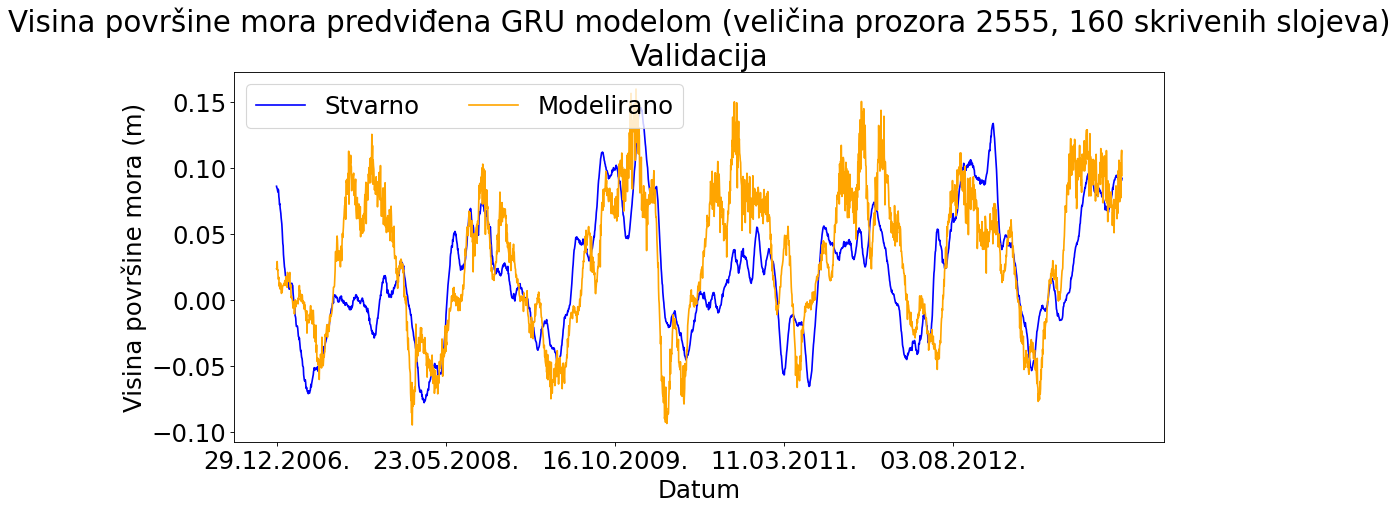 Visina površine mora predviđena GRU modelom (veličina prozora 2555, 160 skrivenih slojeva)
Validacija
Stvarno
Modelirano
Visina površine mora (m)
0.15
0.10
0.05
0.00
−0.05
−0.10
29.12.2006. 23.05.2008. 16.10.2009. 11.03.2011. 03.08.2012.
Datum